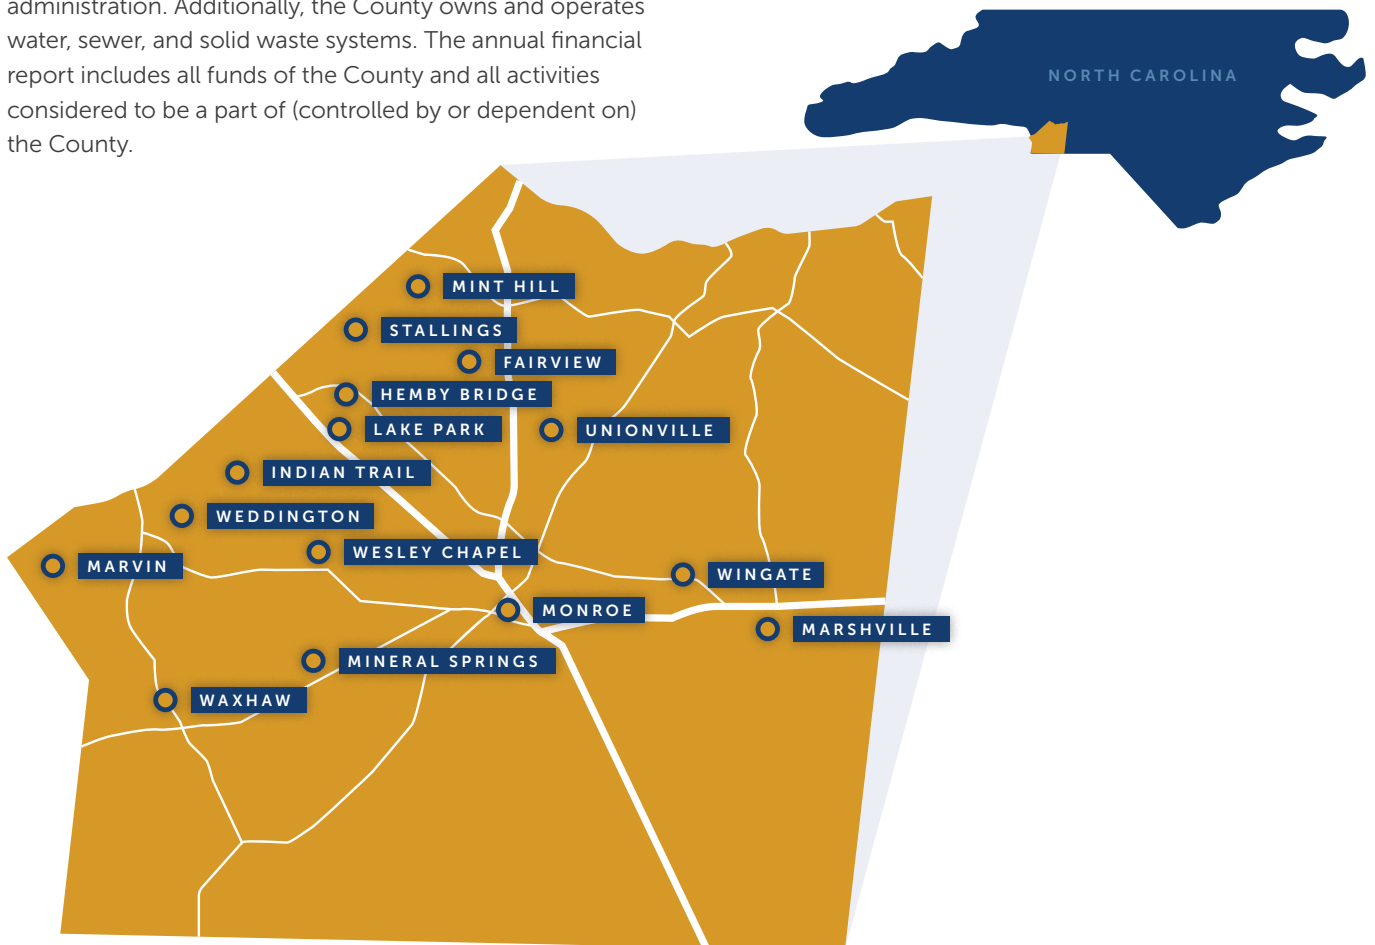 administration. Additionally, the County owns and operates
water, sewer, and solid waste systems. The annual financial
report includes all funds of the County and all activities
considered to be a part of (controlled by or dependent on)
the County.
NORTH CAROLINA
MINT HILL
STALLINGS
FAIRVIEW
HEMBY BRIDGE
LAKE PARK
UNIONVILLE
INDIAN TRAIL
WEDDINGTON
WESLEY CHAPEL
MARVIN
WINGATE
MONROE
MARSHVILLE
MINERAL SPRINGS
WAXHAW